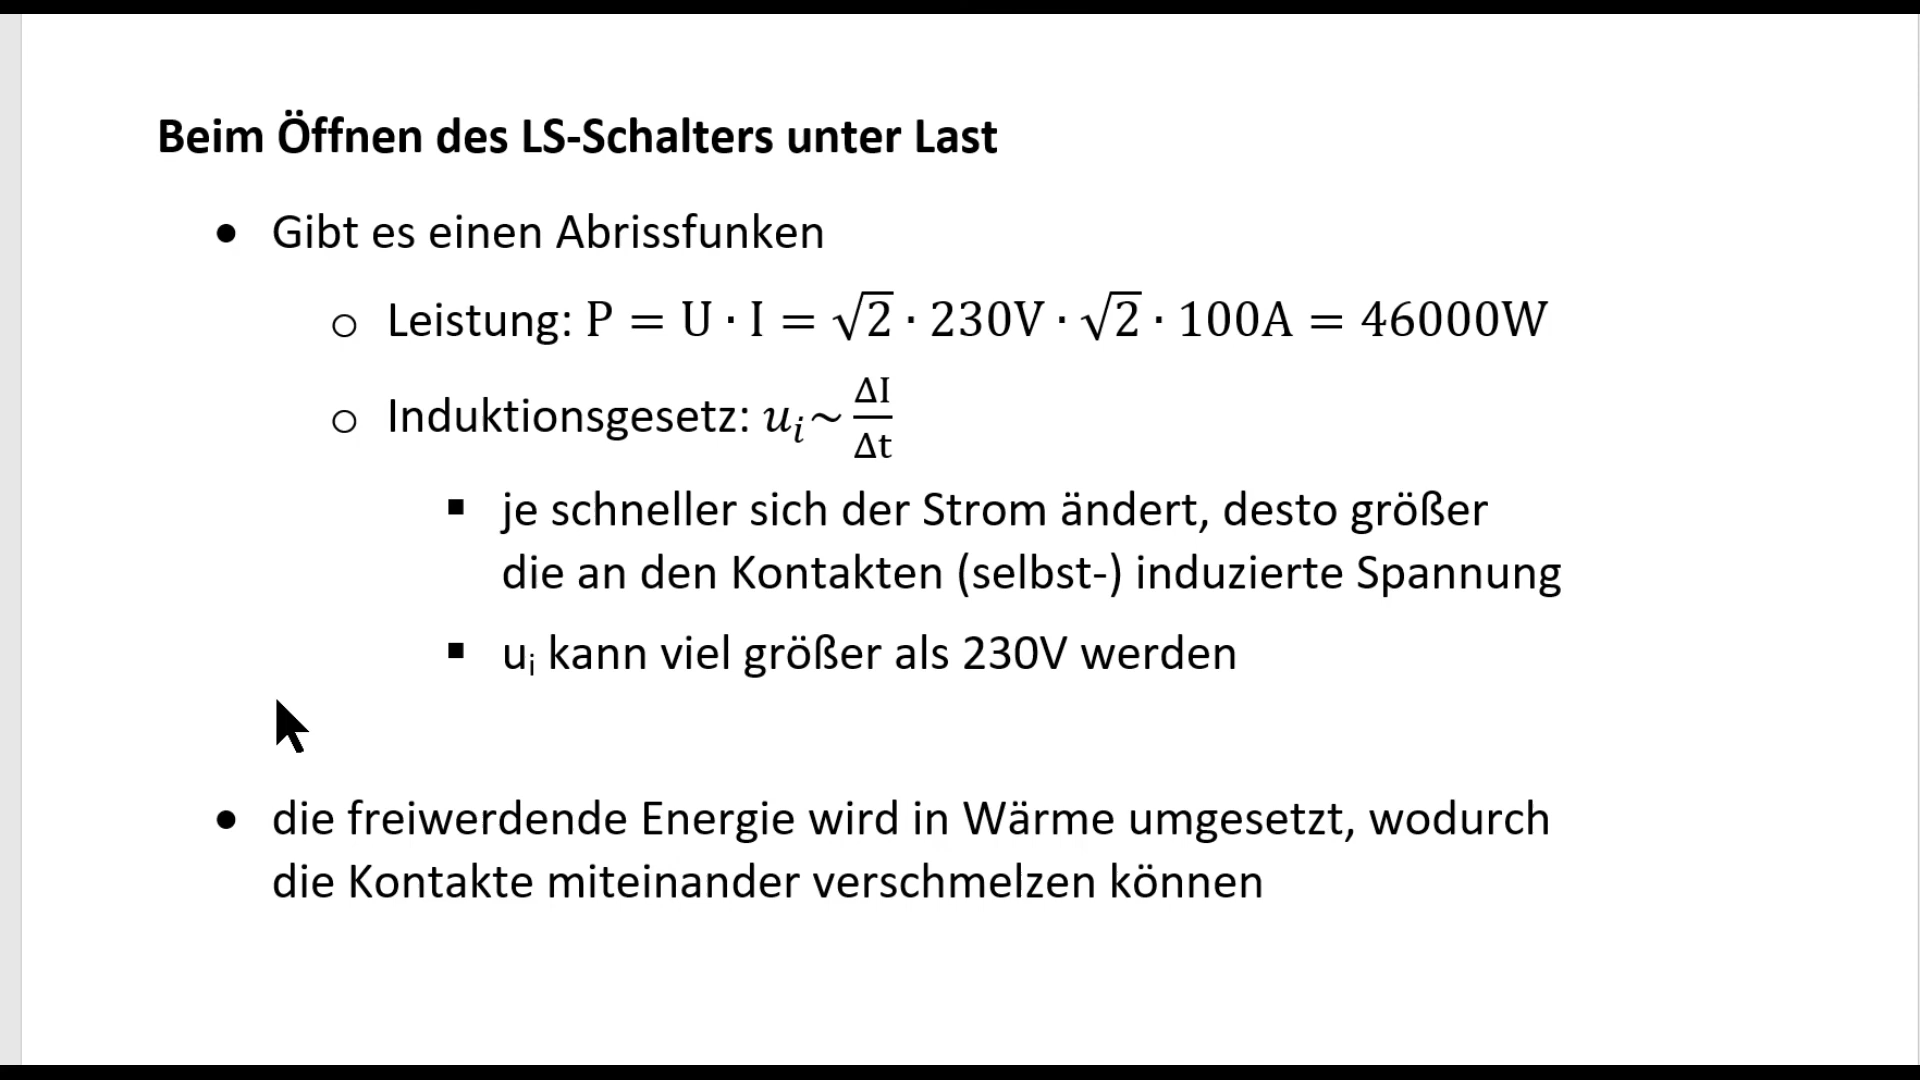 Beim Öffnen des LS-Schalters unter Last
• Gibt es einen Abrissfunken
o Leistung: P = U · I = √2 · 230V · √2 · 100A = 46000W
o Induktionsgesetz: uᵢ~ ΔI/Δt
▪ je schneller sich der Strom ändert, desto größer
die an den Kontakten (selbst-) induzierte Spannung
▪ uᵢ kann viel größer als 230V werden
• die freiwerdende Energie wird in Wärme umgesetzt, wodurch
die Kontakte miteinander verschmelzen können